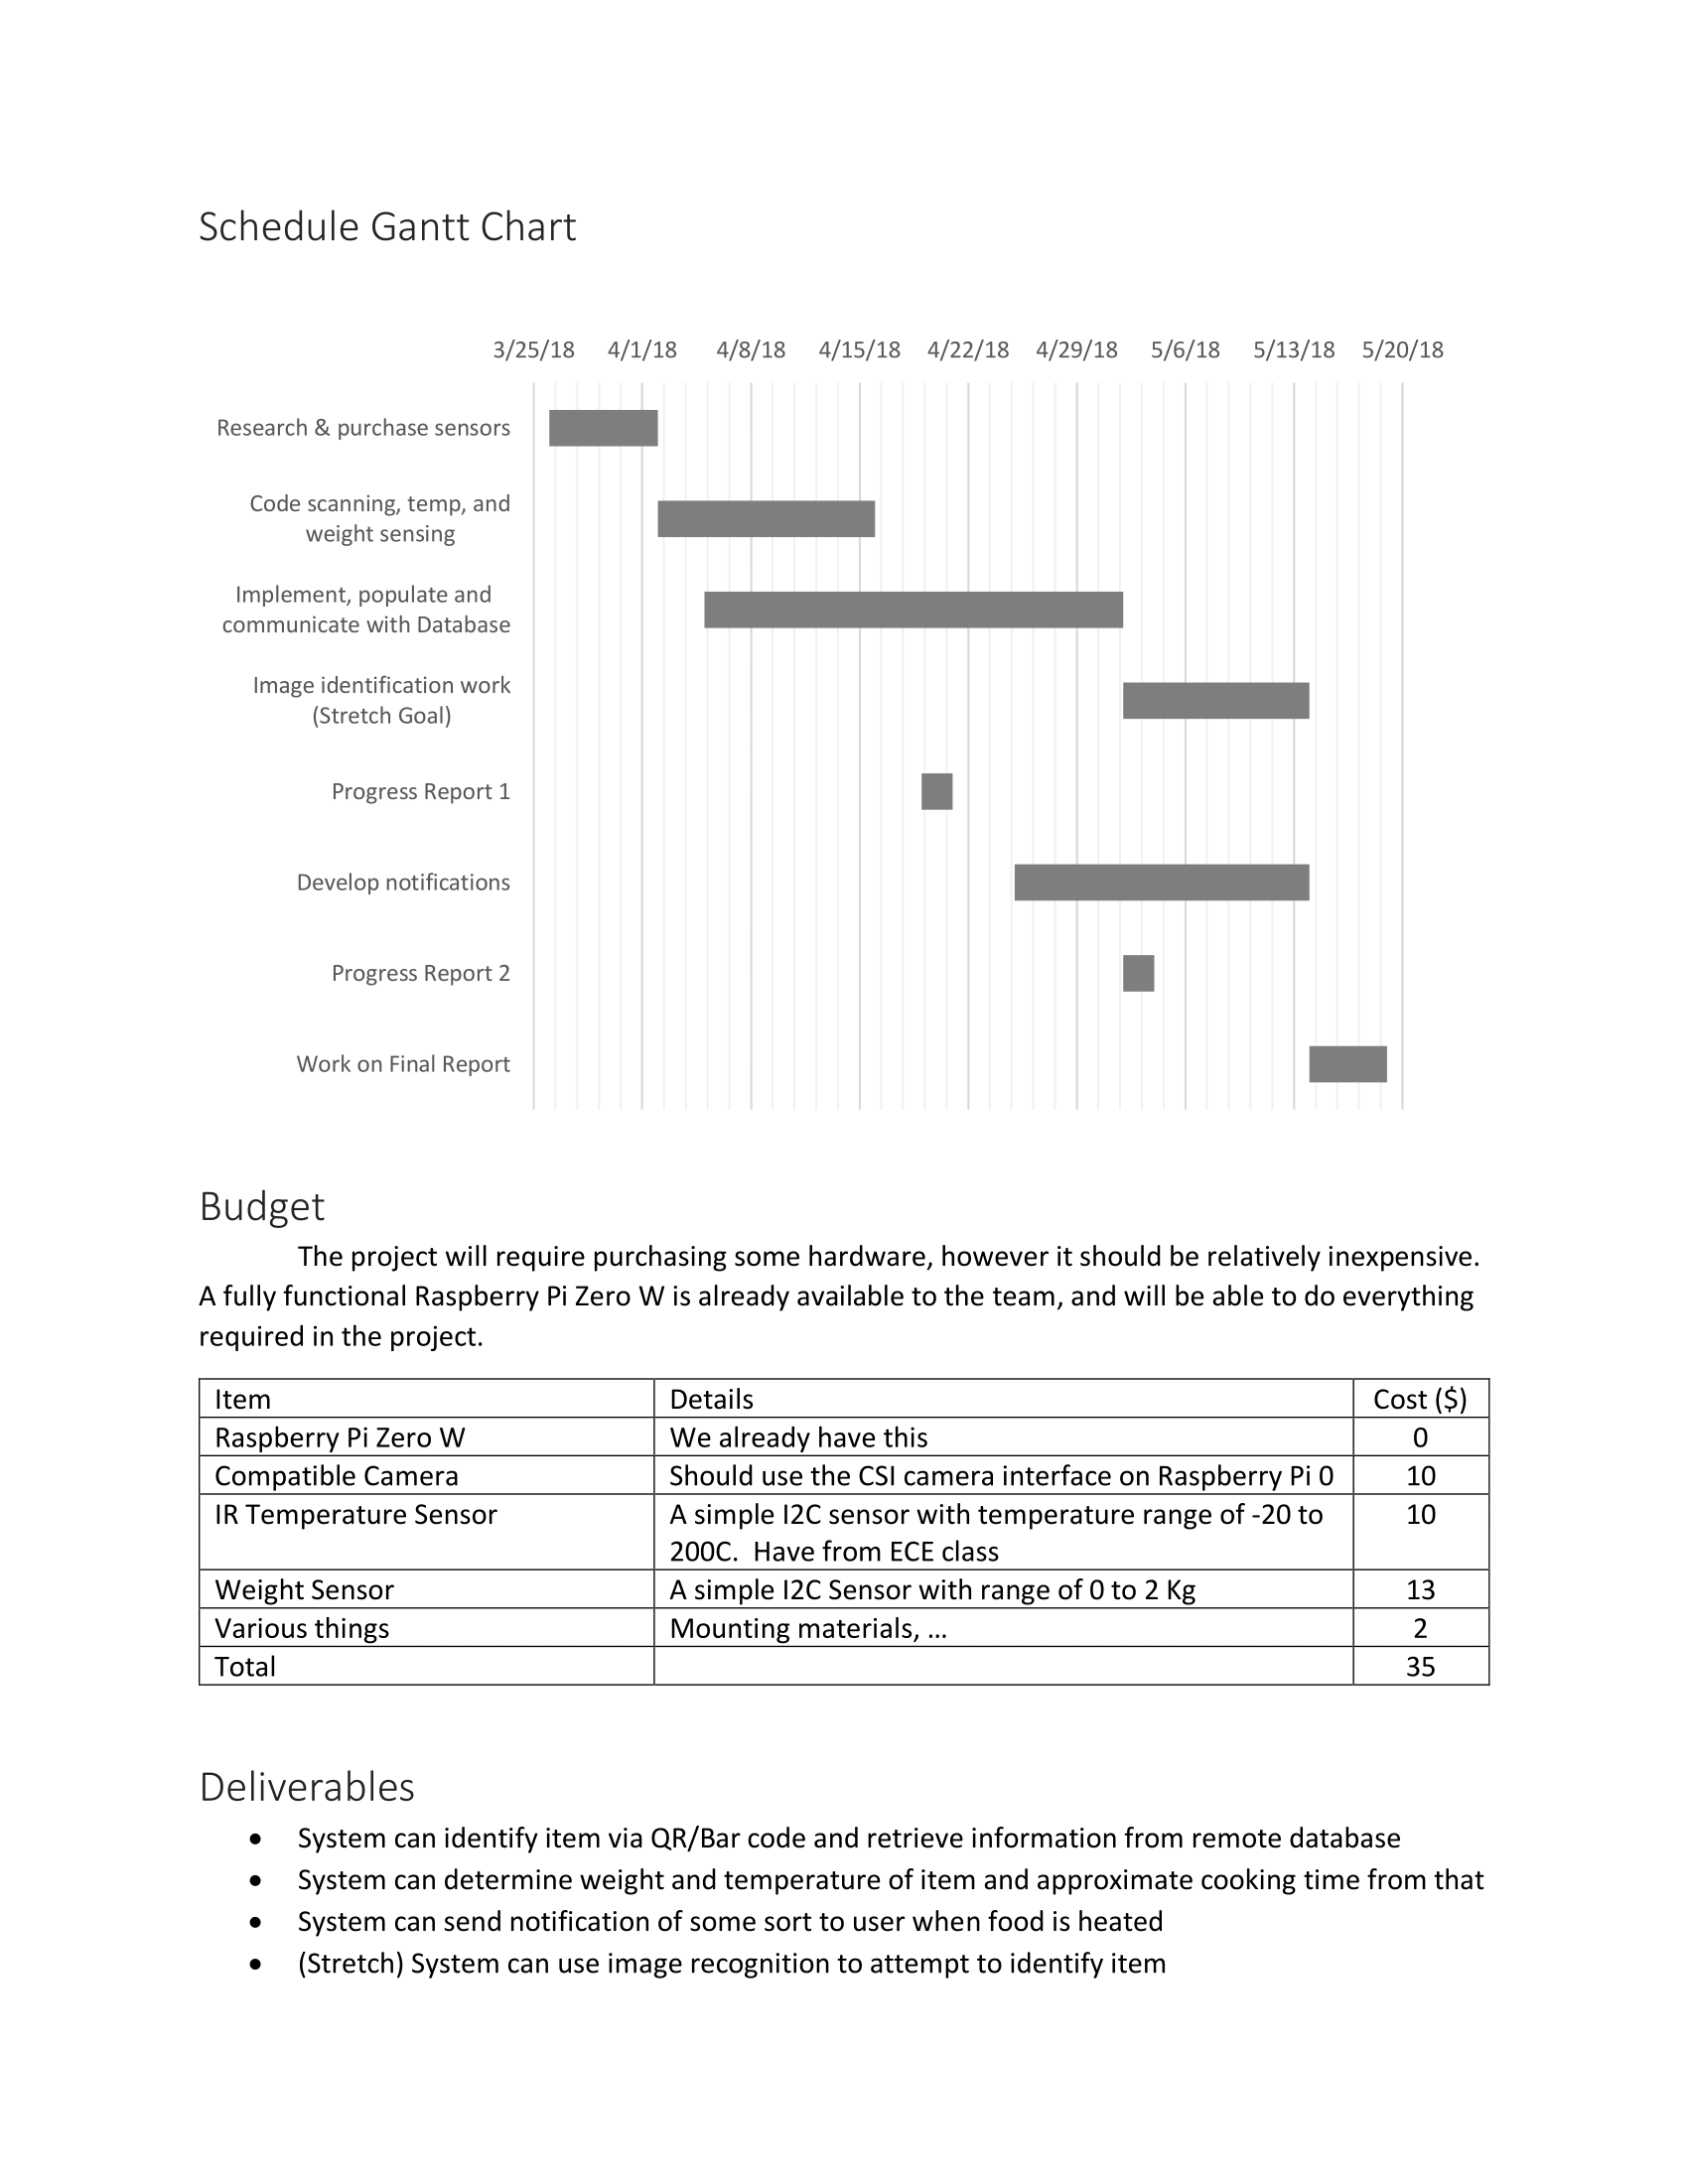 Schedule Gantt Chart
3/25/18 4/1/18 4/8/18 4/15/18 4/22/18 4/29/18 5/6/18 5/13/18 5/20/18
Research & purchase sensors
Code scanning, temp, and
weight sensing
Implement, populate and
communicate with Database
Image identification work
(Stretch Goal)
Progress Report 1
Develop notifications
Progress Report 2
Work on Final Report
Budget
The project will require purchasing some hardware, however it should be relatively inexpensive.
A fully functional Raspberry Pi Zero W is already available to the team, and will be able to do everything
required in the project.
Item Details Cost ($)
Raspberry Pi Zero W We already have this 0
Compatible Camera Should use the CSI camera interface on Raspberry Pi 0 10
IR Temperature Sensor A simple I2C sensor with temperature range of -20 to 10
200C.  Have from ECE class
Weight Sensor A simple I2C Sensor with range of 0 to 2 Kg 13
Various things Mounting materials, … 2
Total 35
Deliverables
• System can identify item via QR/Bar code and retrieve information from remote database
• System can determine weight and temperature of item and approximate cooking time from that
• System can send notification of some sort to user when food is heated
• (Stretch) System can use image recognition to attempt to identify item